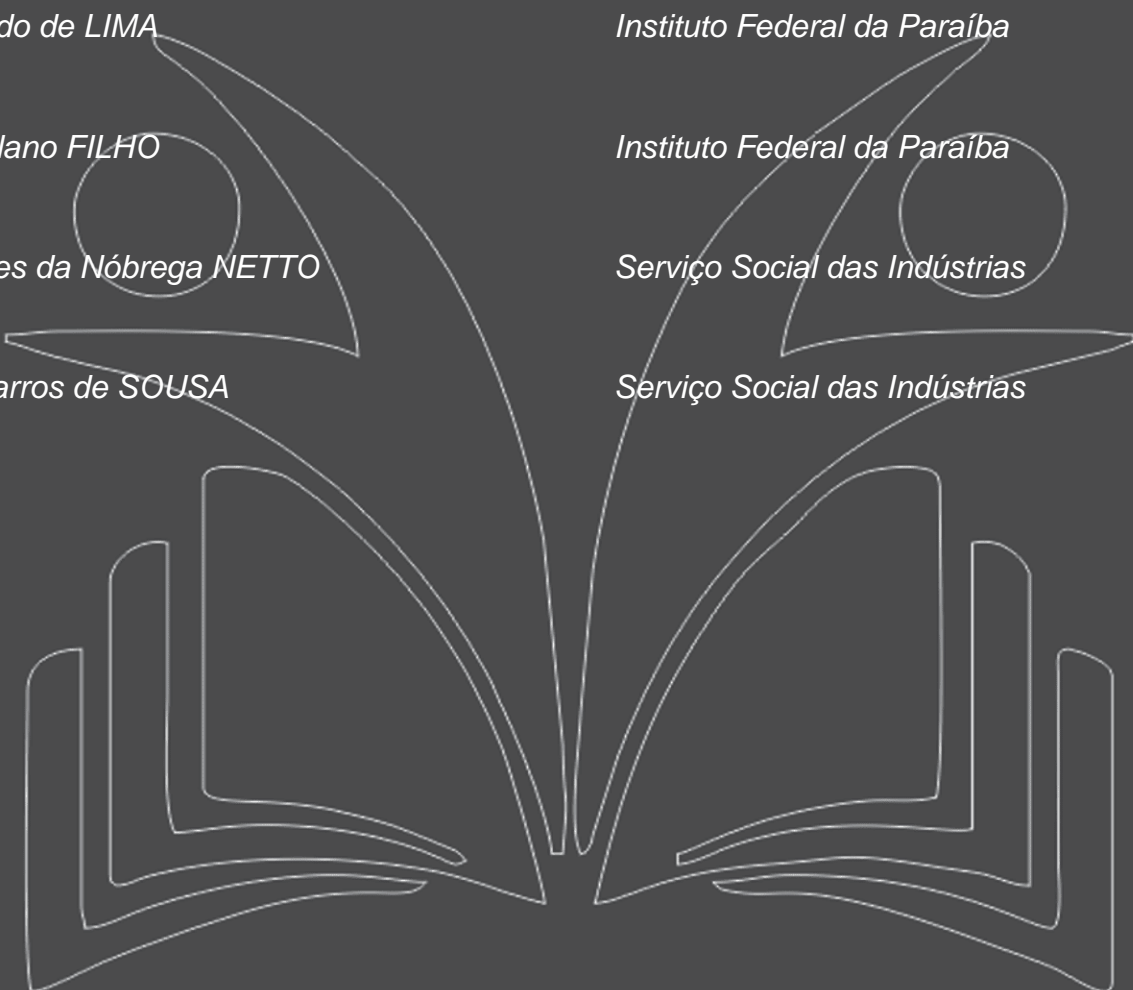 do de LIMA Instituto Federal da Paraíba
lano FILHO Instituto Federal da Paraíba
es da Nóbrega NETTO Serviço Social das Indústrias
arros de SOUSA Serviço Social das Indústrias